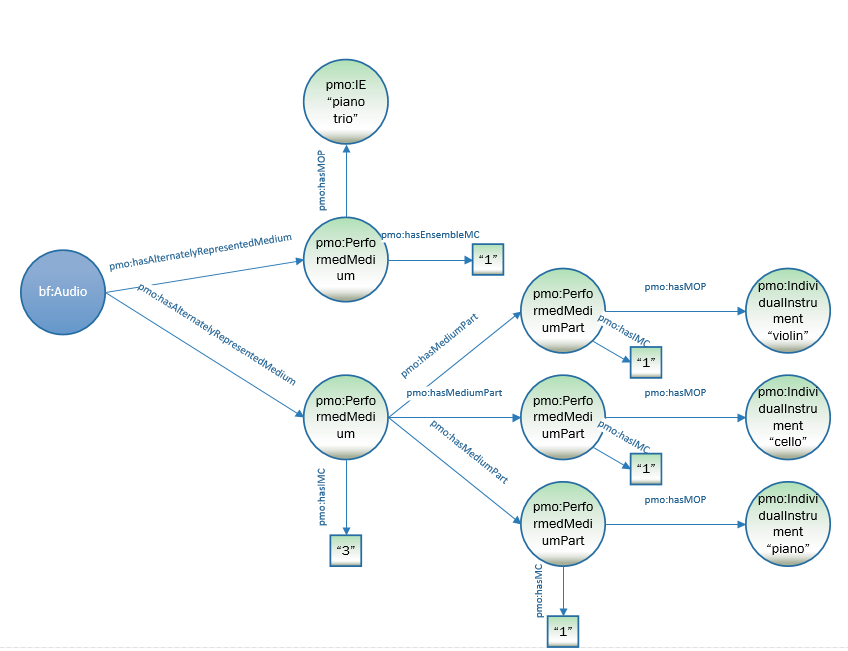 pmo:IE
“piano
trio”
pmo:hasMOP
pmo:hasAlternatelyRepresentedMedium
pmo:Perfo
rmedMedi
um
pmo:hasEnsembleMC
“1”
bf:Audio
pmo:hasAlternatelyRepresentedMedium
pmo:Perfo
rmedMedi
um
pmo:hasIMC
“3”
pmo:hasMediumPart
pmo:Perfo
rmedMedi
umPart
pmo:hasMOP
pmo:Indivi
dualInstru
ment
“violin”
pmo:hasIMC
“1”
pmo:hasMediumPart
pmo:Perfo
rmedMedi
umPart
pmo:hasMOP
pmo:Indivi
dualInstru
ment
“cello”
pmo:hasIMC
“1”
pmo:hasMediumPart
pmo:Perfo
rmedMedi
umPart
pmo:hasMOP
pmo:Indivi
dualInstru
ment
“piano”
pmo:hasMC
“1”